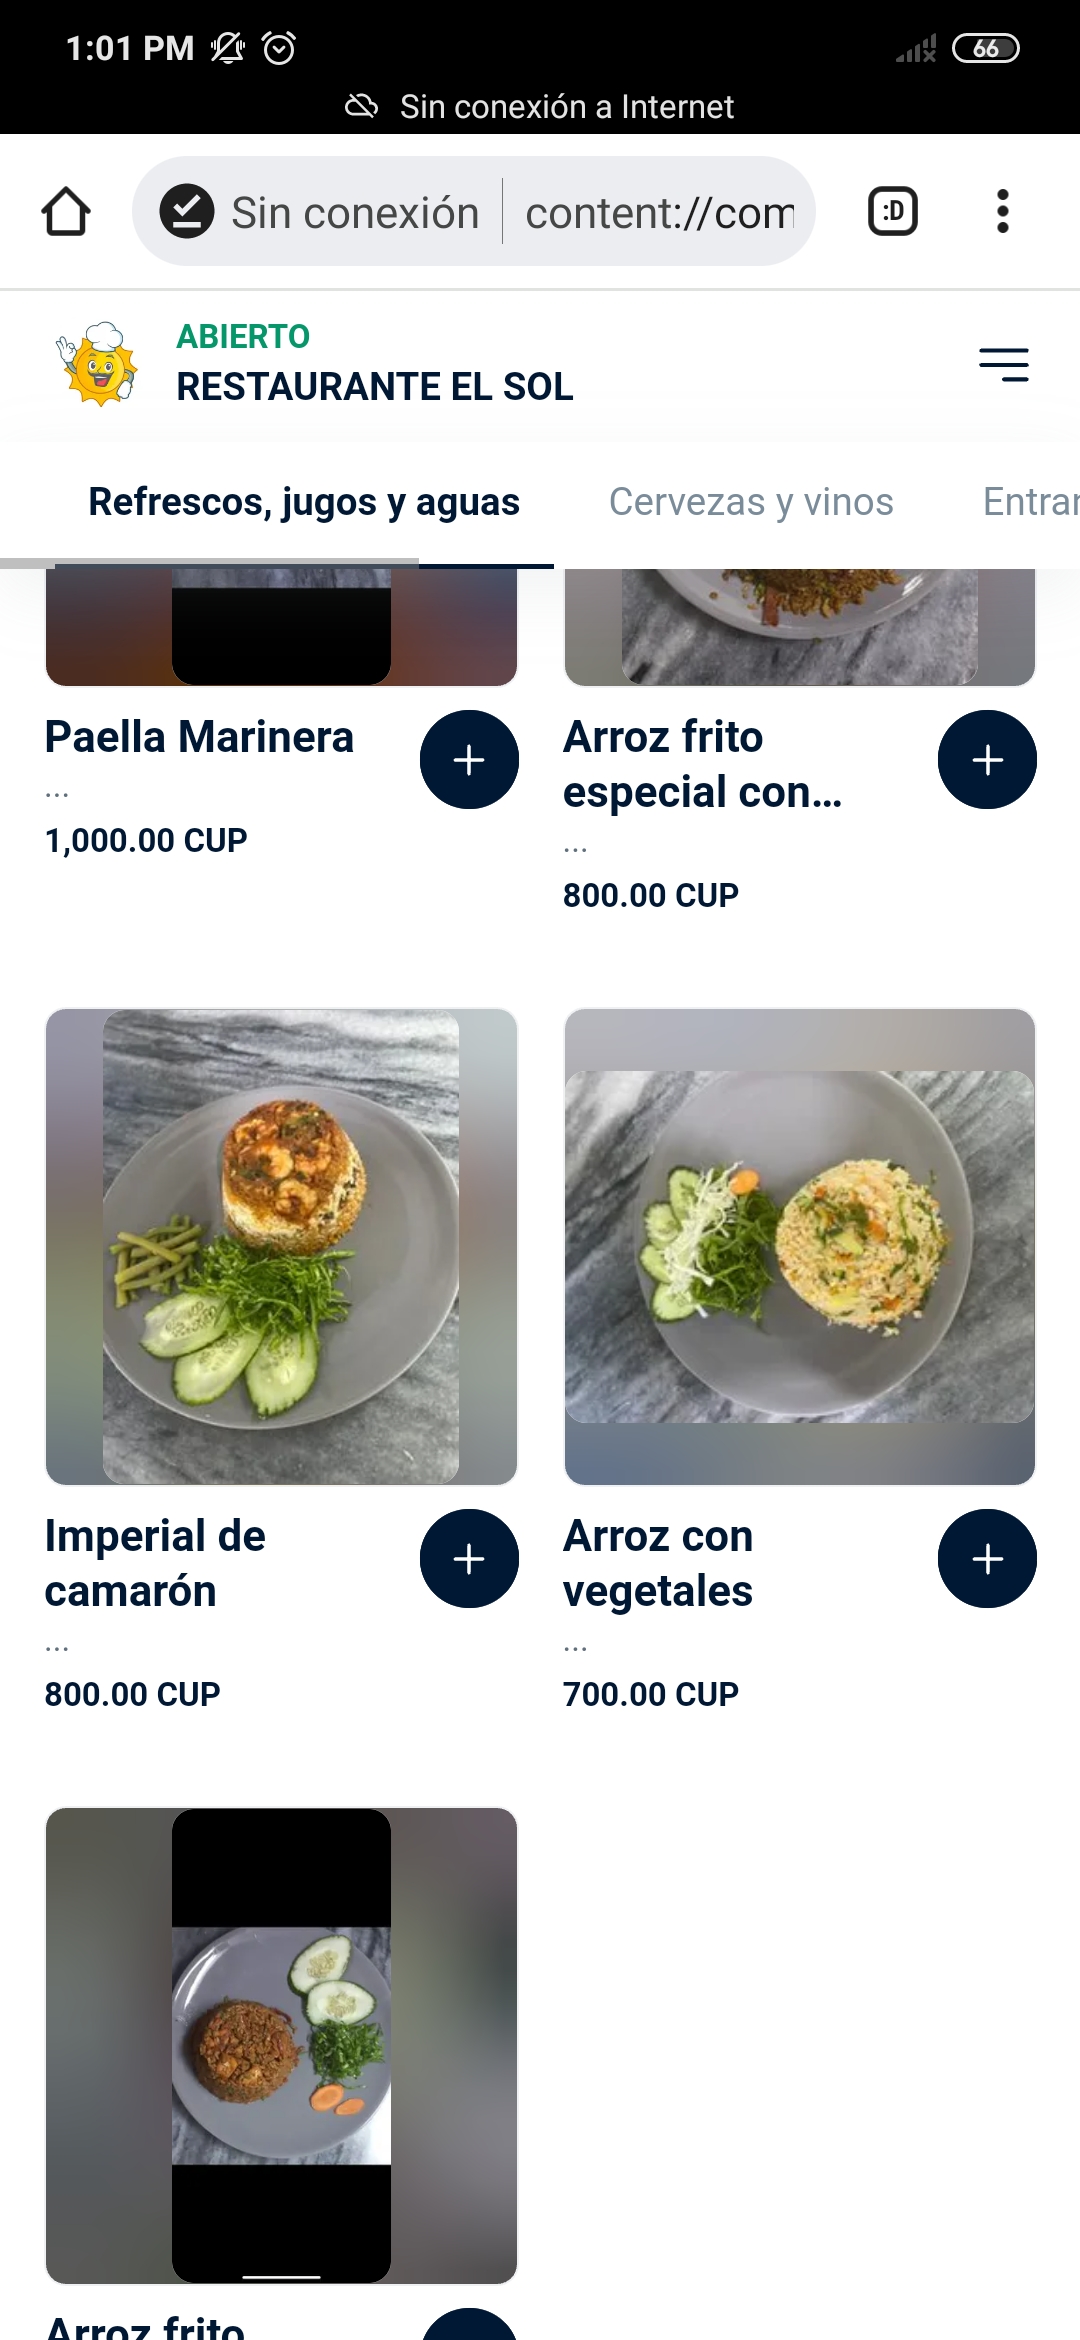 1:01 PM
66
Sin conexión a Internet
Sin conexión
content://com
:D
ABIERTO
RESTAURANTE EL SOL
Refrescos, jugos y aguas
Cervezas y vinos
Entrar
Paella Marinera
...
1,000.00 CUP
Arroz frito
especial con...
...
800.00 CUP
Imperial de
camarón
...
800.00 CUP
Arroz con
vegetales
...
700.00 CUP
Arroz frito